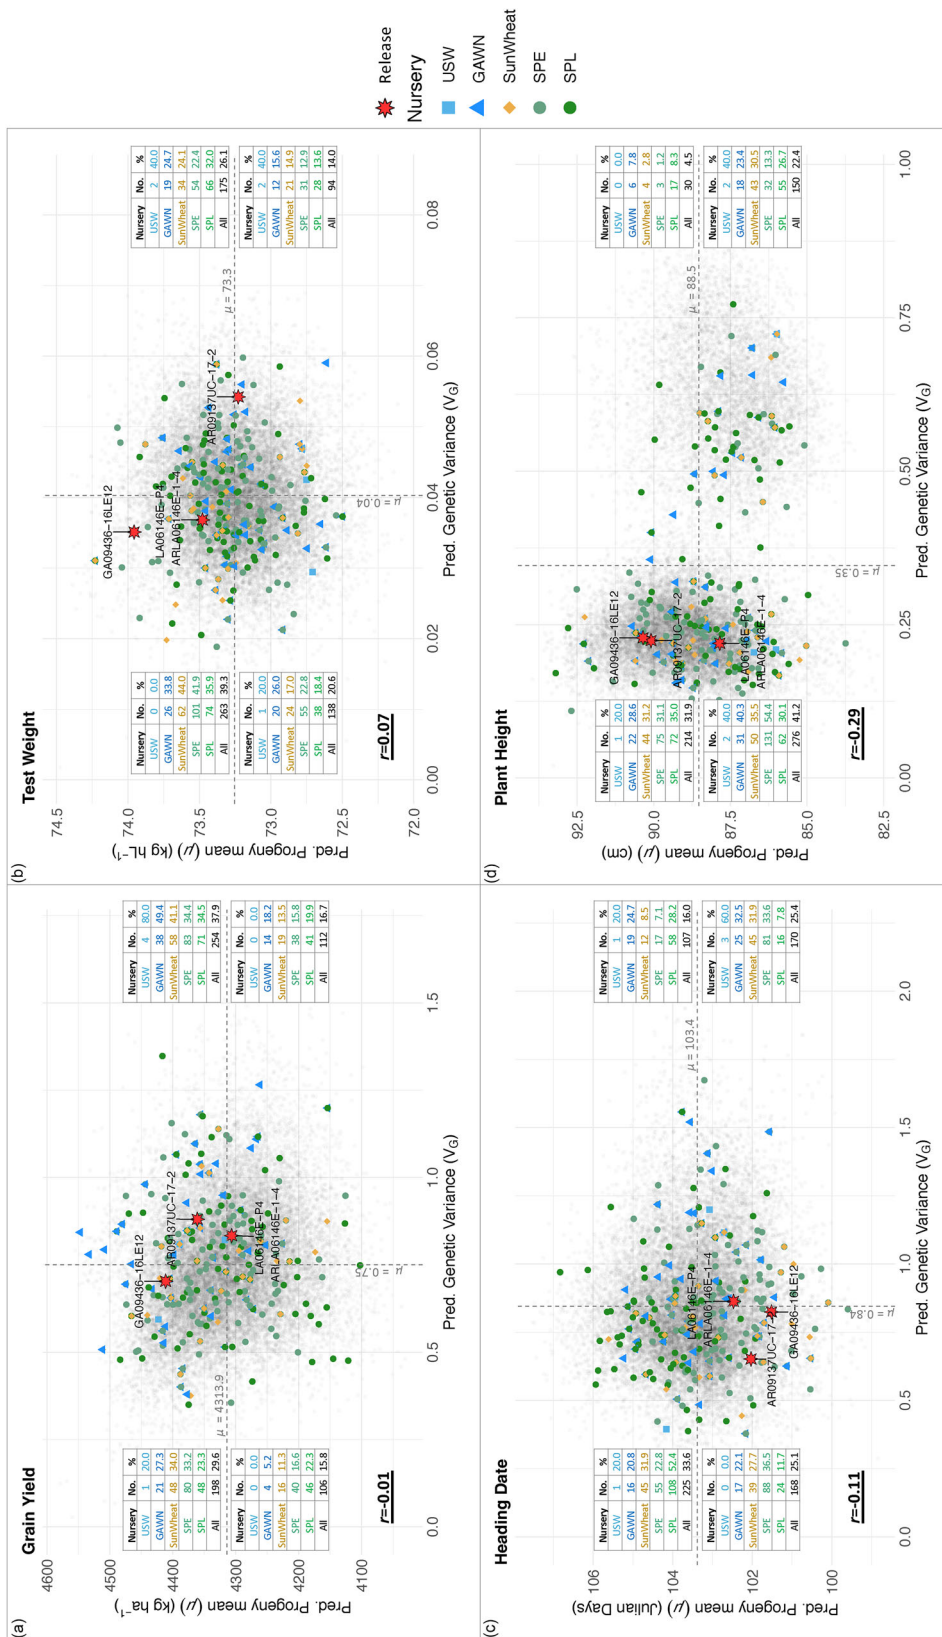 (a)
Grain Yield
Nursery No. %
USW 1 20.0
GAWN 21 27.3
SunWheat 48 34.0
SPE 80 33.2
SPL 48 23.3
All 198 29.6
Nursery No. %
USW 4 80.0
GAWN 38 49.4
SunWheat 58 41.1
SPE 83 34.4
SPL 71 34.5
All 254 37.9
Nursery No. %
USW 0 0.0
GAWN 4 5.2
SunWheat 16 11.3
SPE 40 16.6
SPL 46 22.3
All 106 15.8
Nursery No. %
USW 0 0.0
GAWN 14 18.2
SunWheat 19 13.5
SPE 38 15.8
SPL 41 19.9
All 112 16.7
GA09436−16LE12
AR09137UC−17−2
LA06146E−P4
ARLA06146E−1−4
μ = 4313.9
μ = 0.75
r=-0.01
4600
4500
4400
4300
4100
Pred. Progeny mean (μ) (kg ha⁻¹)
0.0 0.5 1.0 1.5
Pred. Genetic Variance (V_G)
(b)
Test Weight
Nursery No. %
USW 0 0.0
GAWN 26 33.8
SunWheat 62 44.0
SPE 101 41.9
SPL 74 35.9
All 263 39.3
Nursery No. %
USW 2 40.0
GAWN 19 24.7
SunWheat 34 24.1
SPE 54 22.4
SPL 66 32.0
All 175 26.1
Nursery No. %
USW 1 20.0
GAWN 20 26.0
SunWheat 24 17.0
SPE 55 22.8
SPL 38 18.4
All 138 20.6
Nursery No. %
USW 2 40.0
GAWN 12 15.6
SunWheat 21 14.9
SPE 31 12.9
SPL 28 13.6
All 94 14.0
GA09436−16LE12
LA06146E−P4
ARLA06146E−1−4
AR09137UC−17−2
μ = 73.3
μ = 0.04
r=0.07
74.5
74.0
73.5
73.0
72.5
72.0
Pred. Progeny mean (μ) (kg hL⁻¹)
0.00 0.02 0.04 0.06 0.08
Pred. Genetic Variance (V_G)
(c)
Heading Date
Nursery No. %
USW 1 20.0
GAWN 16 20.8
SunWheat 45 31.9
SPE 55 22.8
SPL 108 52.4
All 225 33.6
Nursery No. %
USW 1 20.0
GAWN 19 24.7
SunWheat 12 8.5
SPE 17 7.1
SPL 58 28.2
All 107 16.0
Nursery No. %
USW 0 0.0
GAWN 17 22.1
SunWheat 39 27.7
SPE 88 36.5
SPL 24 11.7
All 168 25.1
Nursery No. %
USW 3 60.0
GAWN 25 32.5
SunWheat 45 31.9
SPE 81 33.6
SPL 16 7.8
All 170 25.4
LA06146E−P4
ARLA06146E−1−4
AR09137UC−17−2
GA09436−16LE12
μ = 103.4
μ = 0.84
r=-0.11
106
104
102
100
Pred. Progeny mean (μ) (Julian Days)
0.0 0.5 1.0 1.5 2.0
Pred. Genetic Variance (V_G)
(d)
Plant Height
Nursery No. %
USW 1 20.0
GAWN 22 28.6
SunWheat 44 31.2
SPE 75 31.1
SPL 72 35.0
All 214 31.9
Nursery No. %
USW 0 0.0
GAWN 6 7.8
SunWheat 4 2.8
SPE 3 1.2
SPL 17 8.3
All 30 4.5
Nursery No. %
USW 2 40.0
GAWN 31 40.3
SunWheat 50 35.5
SPE 131 54.4
SPL 62 30.1
All 276 41.2
Nursery No. %
USW 2 40.0
GAWN 18 23.4
SunWheat 43 30.5
SPE 32 13.3
SPL 55 26.7
All 150 22.4
GA09436−16LE12
AR09137UC−17−2
LA06146E−P4
ARLA06146E−1−4
μ = 88.5
μ = 0.35
r=-0.29
92.5
90.0
87.5
85.0
82.5
Pred. Progeny mean (μ) (cm)
0.00 0.25 0.50 0.75 1.00
Pred. Genetic Variance (V_G)
Release
Nursery
USW
GAWN
SunWheat
SPE
SPL